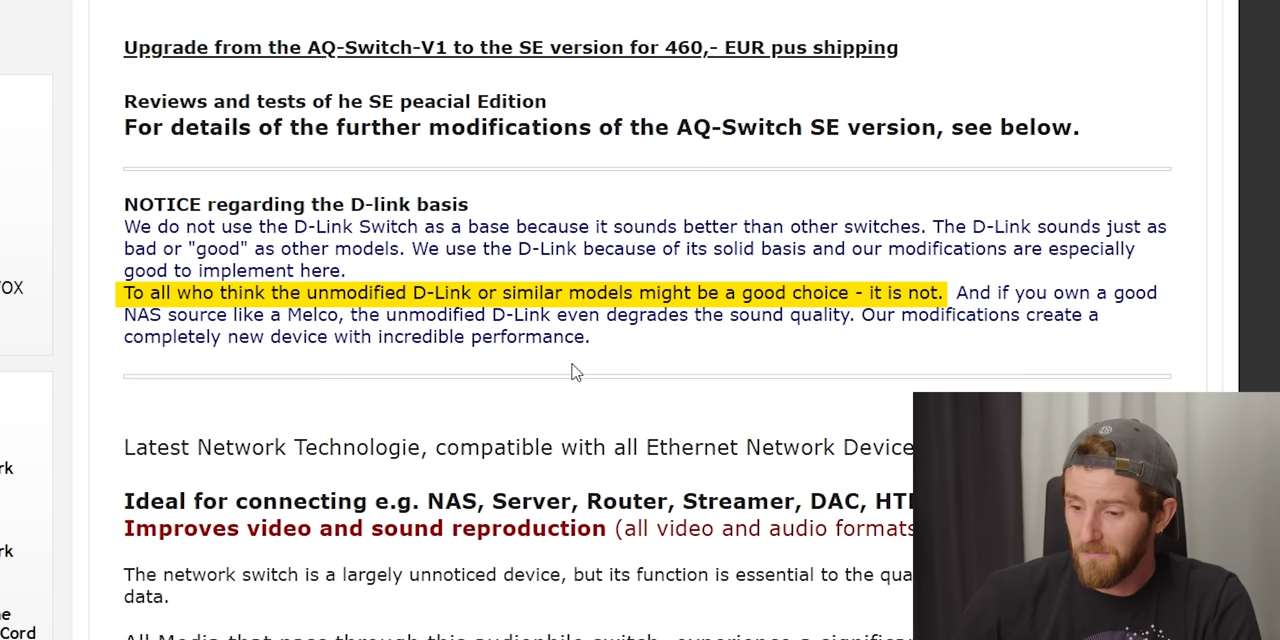 Upgrade from the AQ-Switch-V1 to the SE version for 460,- EUR pus shipping
Reviews and tests of he SE peacial Edition
For details of the further modifications of the AQ-Switch SE version, see below.
NOTICE regarding the D-link basis
We do not use the D-Link Switch as a base because it sounds better than other switches. The D-Link sounds just as
bad or "good" as other models. We use the D-Link because of its solid basis and our modifications are especially
good to implement here.
OX
To all who think the unmodified D-Link or similar models might be a good choice - it is not. And if you own a good
NAS source like a Melco, the unmodified D-Link even degrades the sound quality. Our modifications create a
completely new device with incredible performance.
Latest Network Technologie, compatible with all Ethernet Network Device
rk
Ideal for connecting e.g. NAS, Server, Router, Streamer, DAC, HT
Improves video and sound reproduction (all video and audio formats
rk
The network switch is a largely unnoticed device, but its function is essential to the qua
data.
e
Cord
All Media that pass through this audiophile switch, experience a